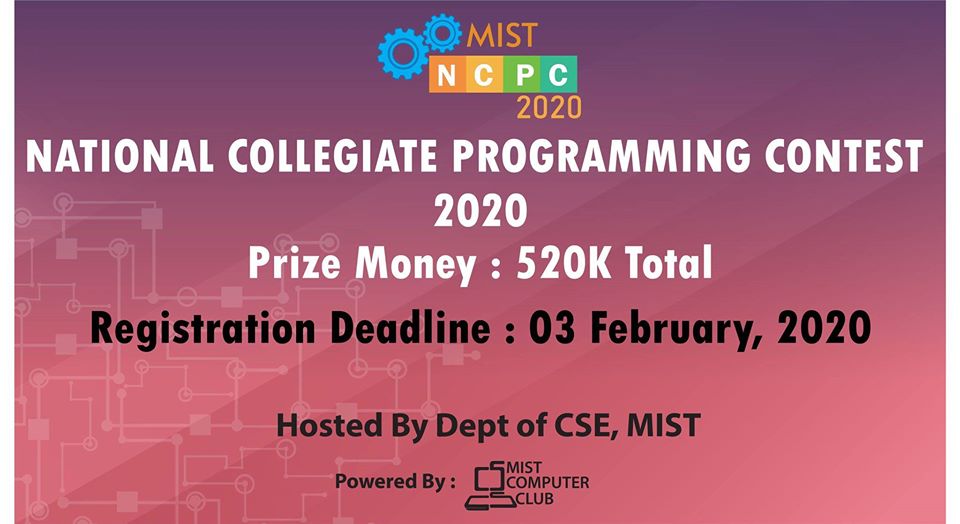 MIST
NCPC
2020
NATIONAL COLLEGIATE PROGRAMMING CONTEST
2020
Prize Money : 520K Total
Registration Deadline : 03 February, 2020
Hosted By Dept of CSE, MIST
Powered By :
MIST
COMPUTER
CLUB